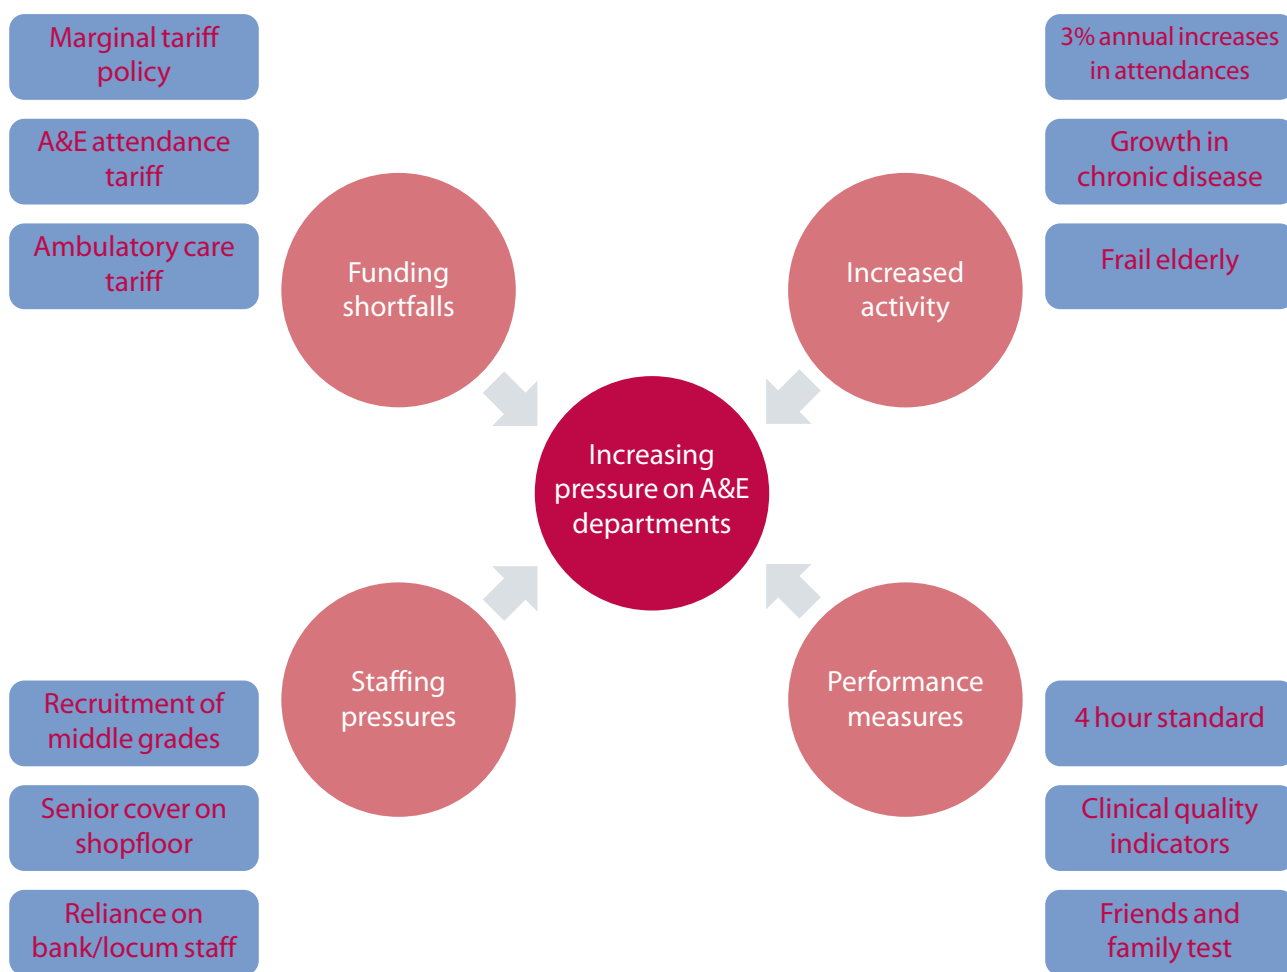 Marginal tariff
policy
A&E attendance
tariff
Ambulatory care
tariff
Funding
shortfalls
3% annual increases
in attendances
Growth in
chronic disease
Frail elderly
Increased
activity
Increasing
pressure on A&E
departments
Staffing
pressures
Recruitment of
middle grades
Senior cover on
shopfloor
Reliance on
bank/locum staff
Performance
measures
4 hour standard
Clinical quality
indicators
Friends and
family test